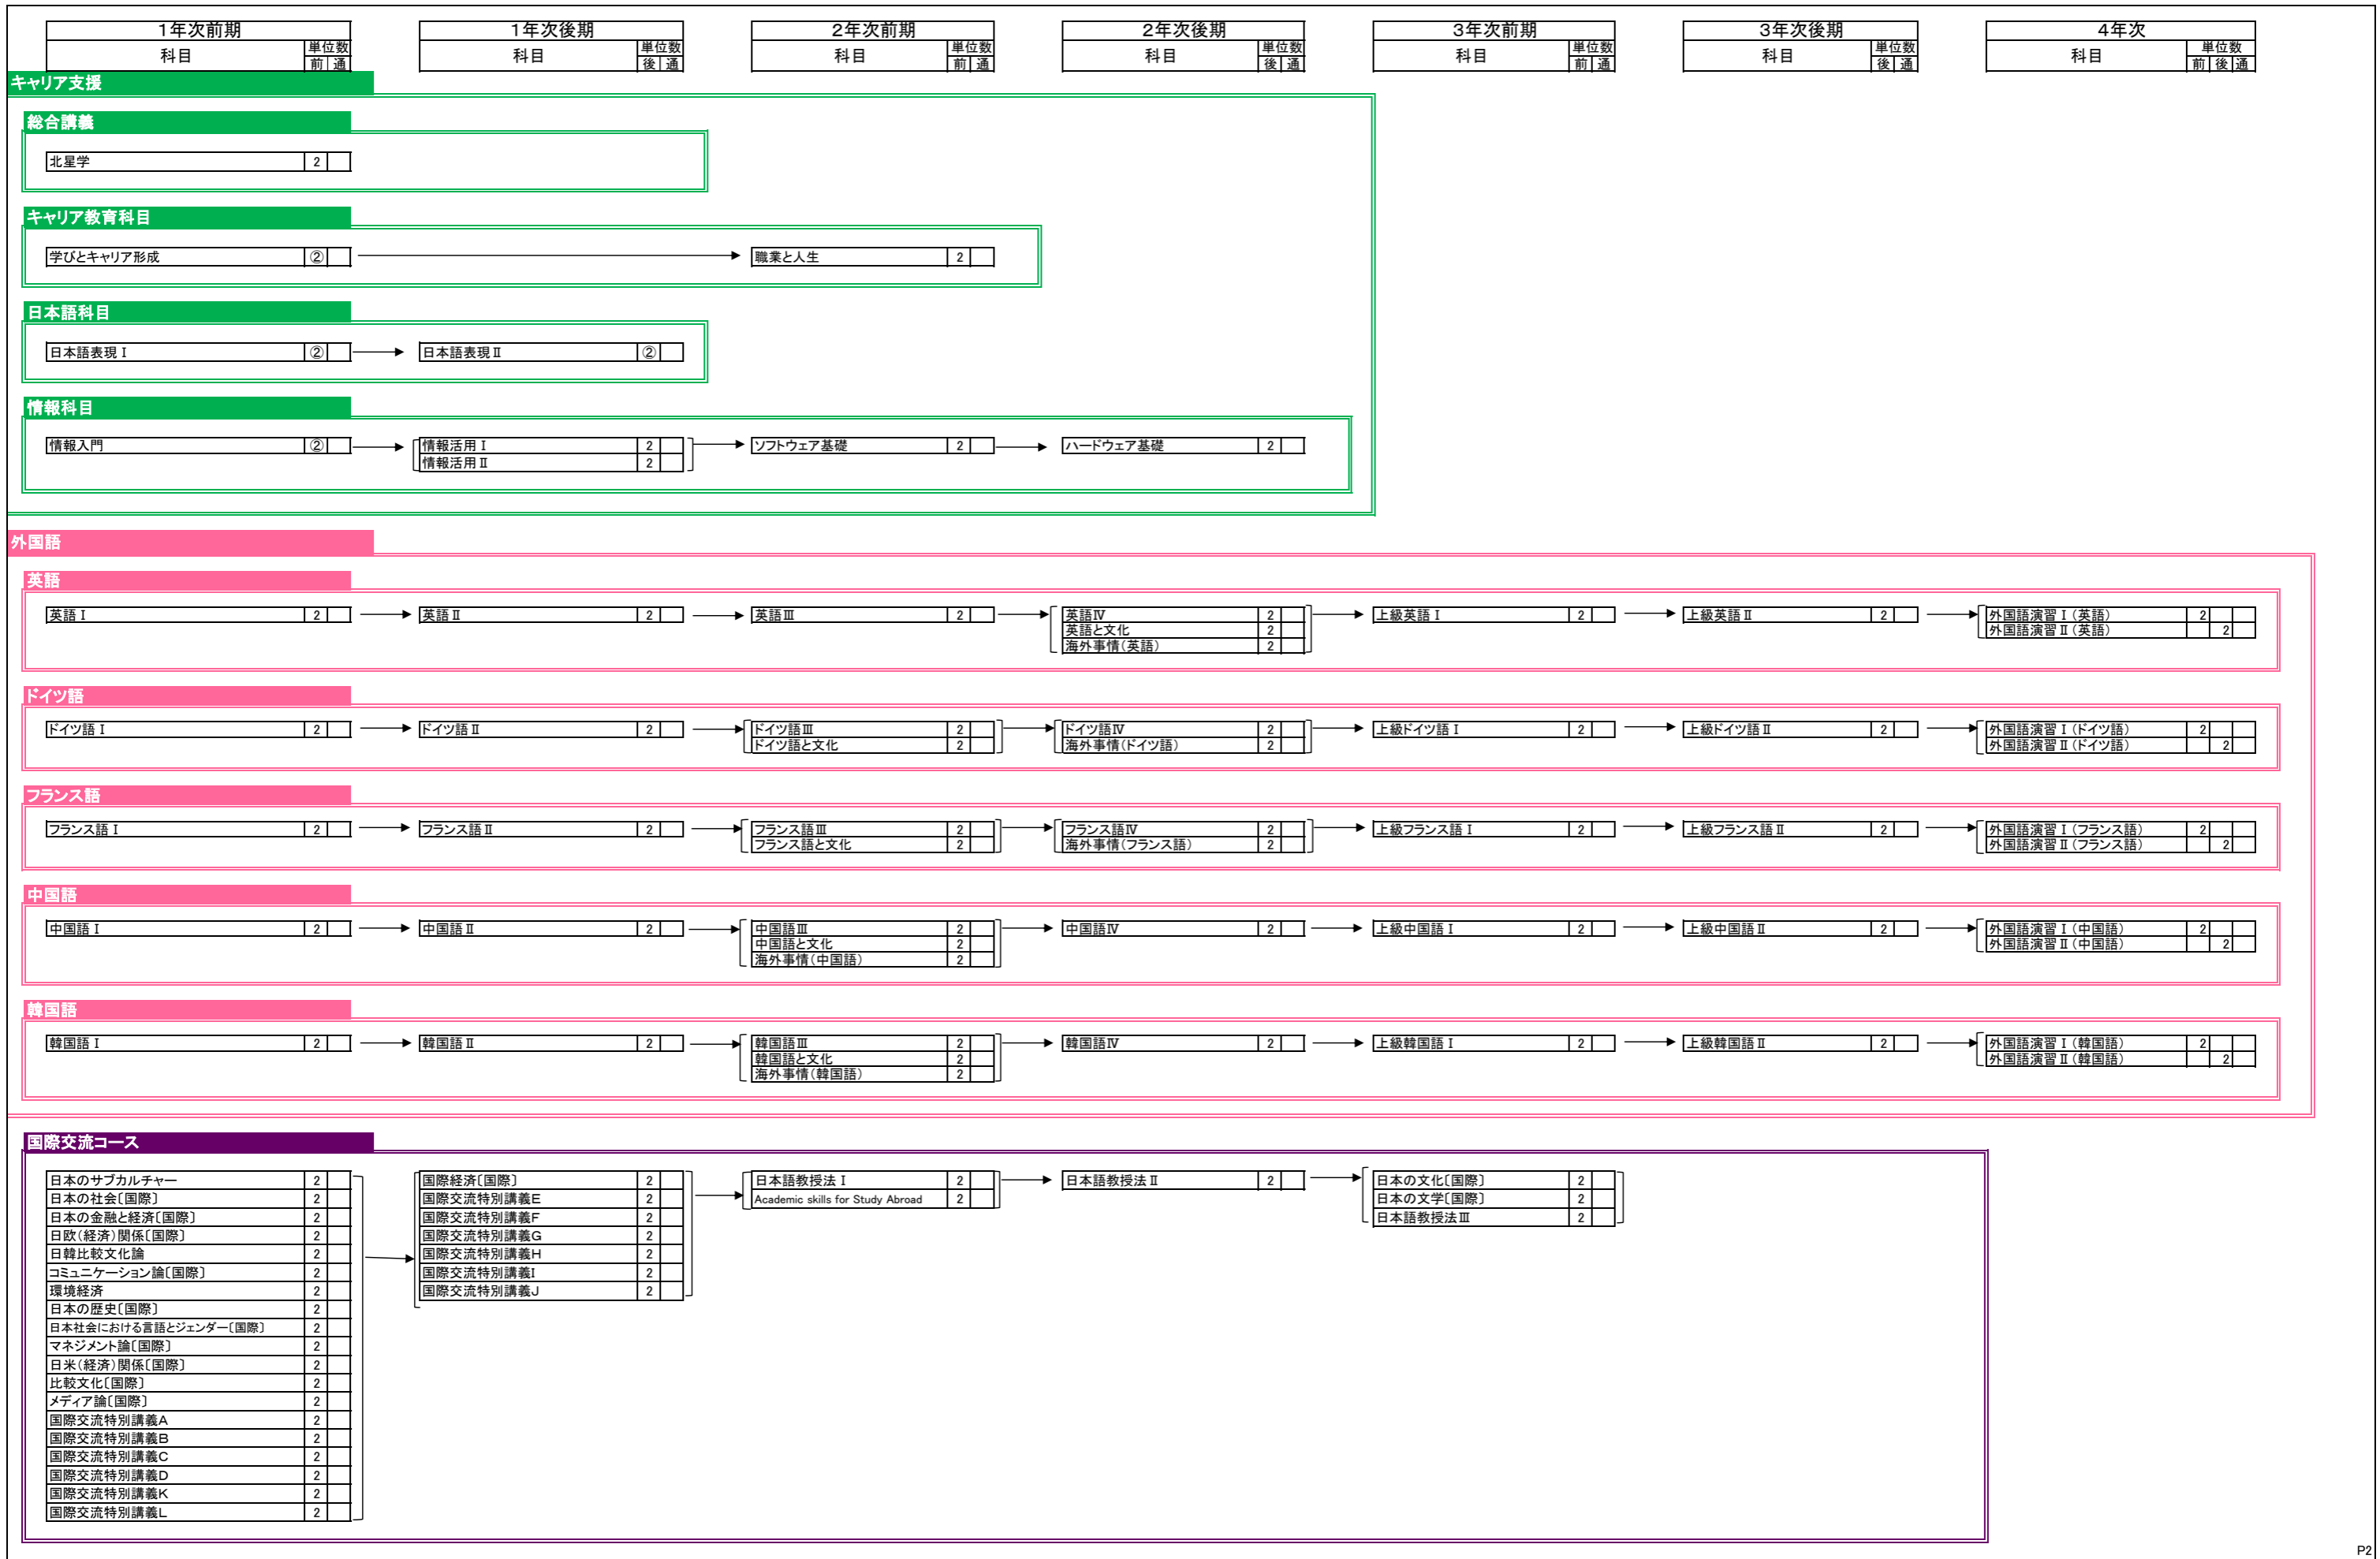 1年次前期 1年次後期 2年次前期 2年次後期 3年次前期 3年次後期 4年次
科目 単位数 科目 単位数 科目 単位数 科目 単位数 科目 単位数 科目 単位数 科目 単位数
前 通 後 通 前 通 後 通 前 通 後 通 前 後 通
キャリア支援
総合講義
北星学 2
キャリア教育科目
学びとキャリア形成 ② 職業と人生 2
日本語科目
日本語表現Ⅰ ② 日本語表現Ⅱ ②
情報科目
情報入門 ② 情報活用Ⅰ 2 ソフトウェア基礎 2 ハードウェア基礎 2
情報活用Ⅱ 2
外国語
英語
英語Ⅰ 2 英語Ⅱ 2 英語Ⅲ 2 英語Ⅳ 2 上級英語Ⅰ 2 上級英語Ⅱ 2 外国語演習Ⅰ(英語) 2
英語と文化 2 外国語演習Ⅱ(英語) 2
海外事情(英語) 2
ドイツ語
ドイツ語Ⅰ 2 ドイツ語Ⅱ 2 ドイツ語Ⅲ 2 ドイツ語Ⅳ 2 上級ドイツ語Ⅰ 2 上級ドイツ語Ⅱ 2 外国語演習Ⅰ(ドイツ語) 2
ドイツ語と文化 2 海外事情(ドイツ語) 2 外国語演習Ⅱ(ドイツ語) 2
フランス語
フランス語Ⅰ 2 フランス語Ⅱ 2 フランス語Ⅲ 2 フランス語Ⅳ 2 上級フランス語Ⅰ 2 上級フランス語Ⅱ 2 外国語演習Ⅰ(フランス語) 2
フランス語と文化 2 海外事情(フランス語) 2 外国語演習Ⅱ(フランス語) 2
中国語
中国語Ⅰ 2 中国語Ⅱ 2 中国語Ⅲ 2 中国語Ⅳ 2 上級中国語Ⅰ 2 上級中国語Ⅱ 2 外国語演習Ⅰ(中国語) 2
中国語と文化 2 外国語演習Ⅱ(中国語) 2
海外事情(中国語) 2
韓国語
韓国語Ⅰ 2 韓国語Ⅱ 2 韓国語Ⅲ 2 韓国語Ⅳ 2 上級韓国語Ⅰ 2 上級韓国語Ⅱ 2 外国語演習Ⅰ(韓国語) 2
韓国語と文化 2 外国語演習Ⅱ(韓国語) 2
海外事情(韓国語) 2
国際交流コース
日本のサブカルチャー 2 国際経済〔国際〕 2 日本語教授法Ⅰ 2 日本語教授法Ⅱ 2 日本の文化〔国際〕 2
日本の社会〔国際〕 2 国際交流特別講義E 2 Academic skills for Study Abroad 2 日本の文学〔国際〕 2
日本の金融と経済〔国際〕 2 国際交流特別講義F 2 日本語教授法Ⅲ 2
日欧(経済)関係〔国際〕 2 国際交流特別講義G 2
日韓比較文化論 2 国際交流特別講義H 2
コミュニケーション論〔国際〕 2 国際交流特別講義I 2
環境経済 2 国際交流特別講義J 2
日本の歴史〔国際〕 2
日本社会における言語とジェンダー〔国際〕 2
マネジメント論〔国際〕 2
日米(経済)関係〔国際〕 2
比較文化〔国際〕 2
メディア論〔国際〕 2
国際交流特別講義A 2
国際交流特別講義B 2
国際交流特別講義C 2
国際交流特別講義D 2
国際交流特別講義K 2
国際交流特別講義L 2
P2